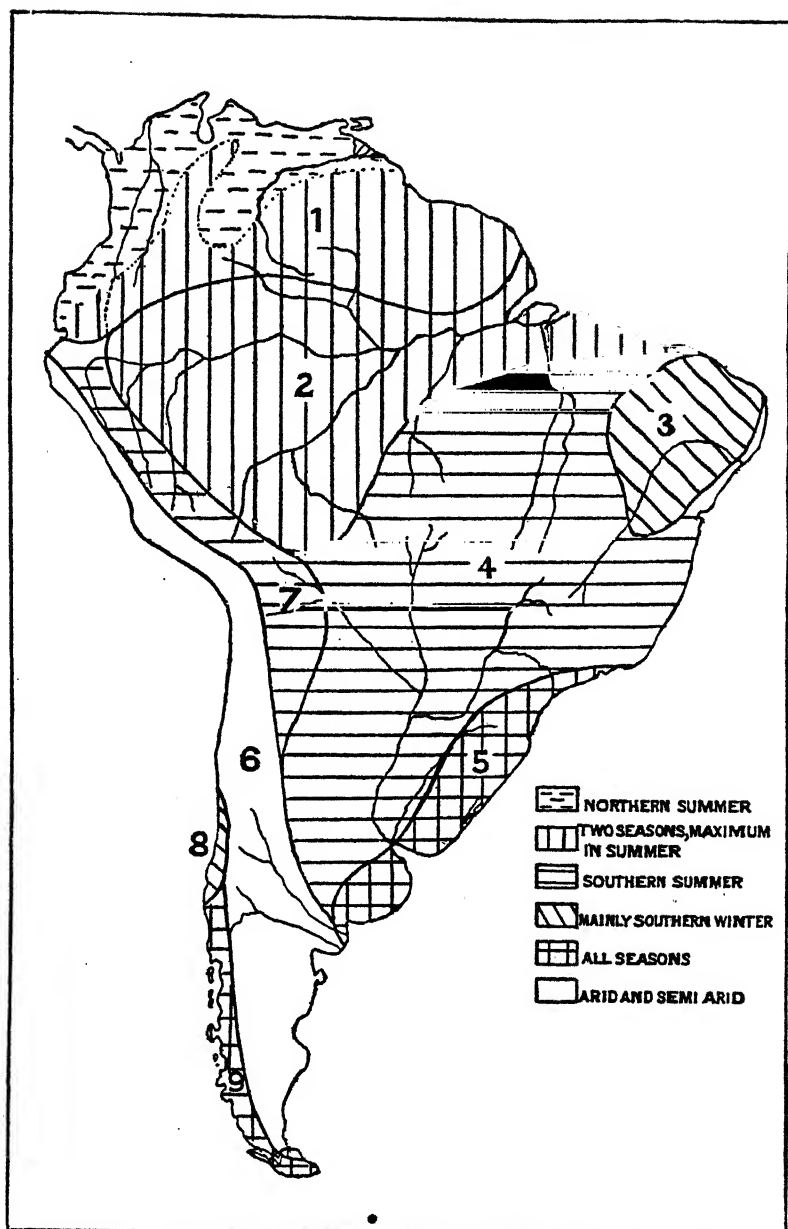 1
2
3
4
7
6
5
8
9
NORTHERN SUMMER
TWO SEASONS, MAXIMUM
IN SUMMER
SOUTHERN SUMMER
MAINLY SOUTHERN WINTER
ALL SEASONS
ARID AND SEMI ARID